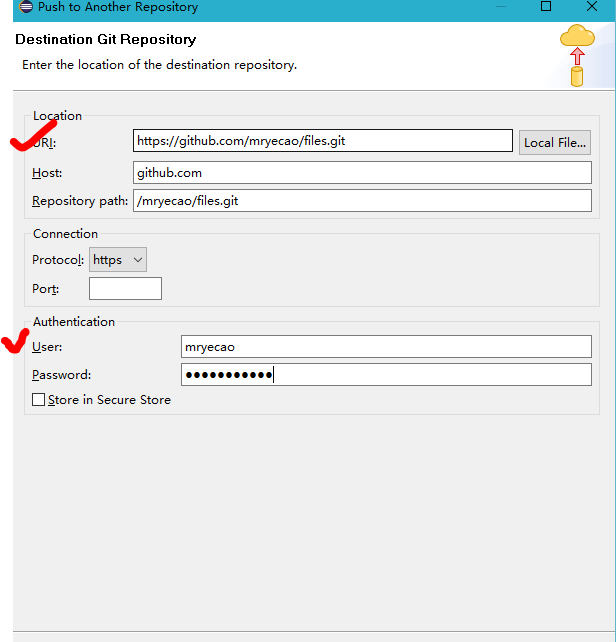 Push to Another Repository
Destination Git Repository
Enter the location of the destination repository.
Location
URI:
https://github.com/mryecao/files.git
Local File...
Host:
github.com
Repository path:
/mryecao/files.git
Connection
Protocol:
https
Port:
Authentication
User:
mryecao
Password:
●●●●●●●●●●●
Store in Secure Store